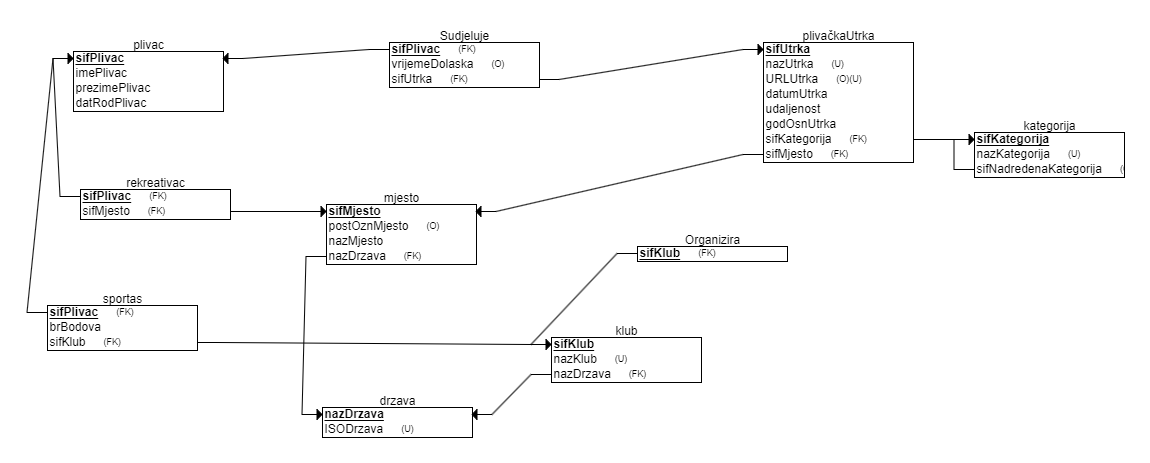 plivac
sifPlivac
imePlivac
prezimePlivac
datRodPlivac
Sudjeluje
sifPlivac (FK)
vrijemeDolaska (O)
sifUtrka (FK)
plivačkaUtrka
sifUtrka
nazUtrka (U)
URLUtrka (O)(U)
datumUtrka
udaljenost
godOsnUtrka
sifKategorija (FK)
sifMjesto (FK)
kategorija
sifKategorija
nazKategorija (U)
sifNadredenaKategorija (
rekreativac
sifPlivac (FK)
sifMjesto (FK)
mjesto
sifMjesto
postOznMjesto (O)
nazMjesto
nazDrzava (FK)
Organizira
sifKlub (FK)
sportas
sifPlivac (FK)
brBodova
sifKlub (FK)
klub
sifKlub
nazKlub (U)
nazDrzava (FK)
drzava
nazDrzava
ISODrzava (U)